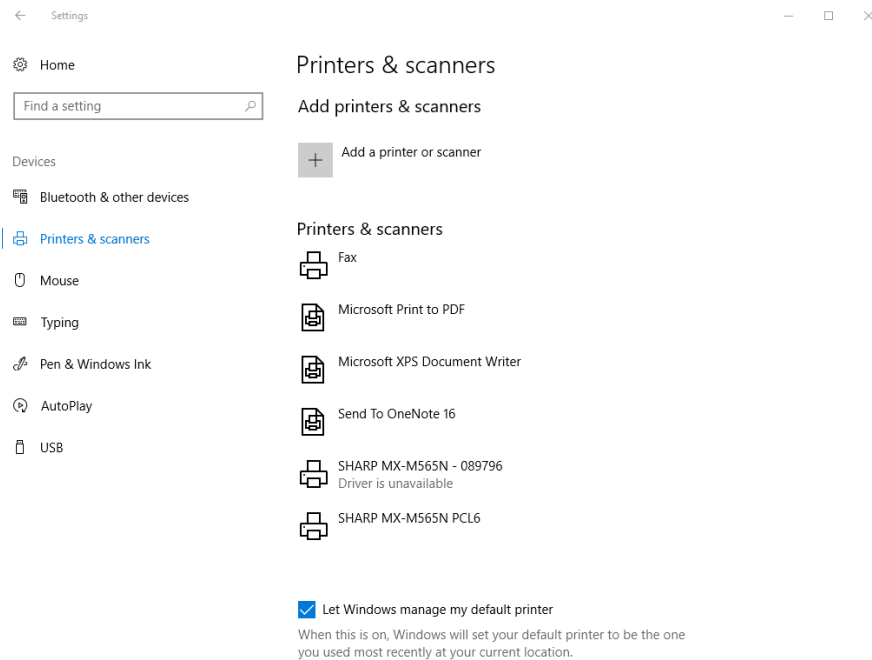 Settings
Home
Find a setting
Devices
Bluetooth & other devices
Printers & scanners
Mouse
Typing
Pen & Windows Ink
AutoPlay
USB
Printers & scanners
Add printers & scanners
Add a printer or scanner
Printers & scanners
Fax
Microsoft Print to PDF
Microsoft XPS Document Writer
Send To OneNote 16
SHARP MX-M565N - 089796
Driver is unavailable
SHARP MX-M565N PCL6
Let Windows manage my default printer
When this is on, Windows will set your default printer to be the one
you used most recently at your current location.